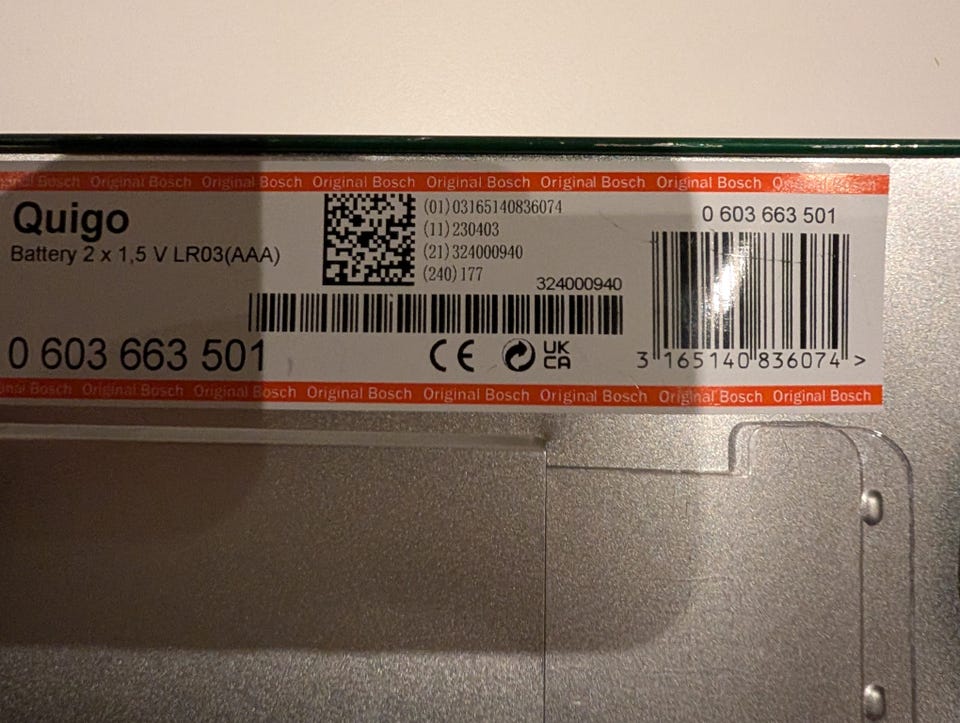 Original Bosch Original Bosch Original Bosch Original Bosch Original Bosch Original Bosch Original Bosch
Quigo
Battery 2 x 1,5 V LR03(AAA)
(01)03165140836074
(11)230403
(21)324000940
(240)177
324000940
0 603 663 501
CE UK CA
0 603 663 501
3 165140 836074 >
Original Bosch Original Bosch Original Bosch Original Bosch Original Bosch Original Bosch Original Bosch